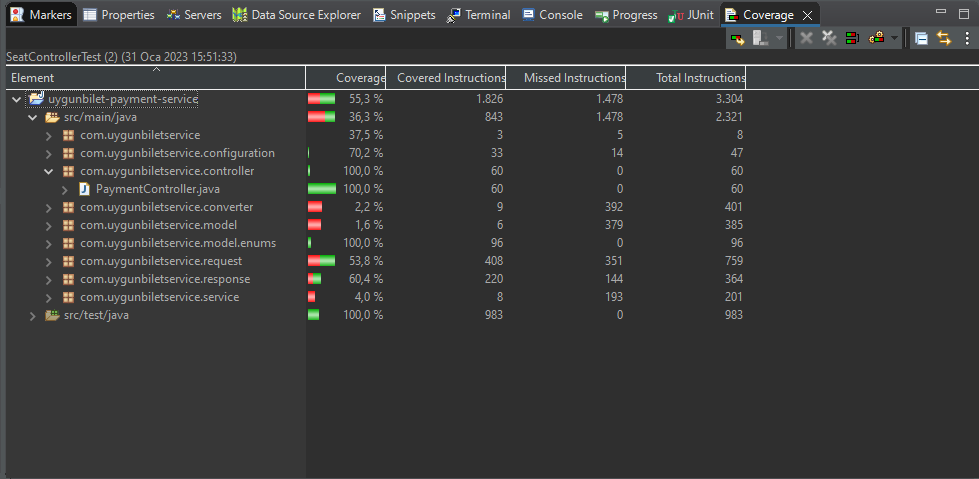 Markers Properties Servers Data Source Explorer Snippets Terminal Console Progress JUnit Coverage
SeatControllerTest (2) (31 Oca 2023 15:51:33)
Element Coverage Covered Instructions Missed Instructions Total Instructions
uygunbilet-payment-service 55,3 % 1.826 1.478 3.304
src/main/java 36,3 % 843 1.478 2.321
com.uygunbiletservice 37,5 % 3 5 8
com.uygunbiletservice.configuration 70,2 % 33 14 47
com.uygunbiletservice.controller 100,0 % 60 0 60
PaymentController.java 100,0 % 60 0 60
com.uygunbiletservice.converter 2,2 % 9 392 401
com.uygunbiletservice.model 1,6 % 6 379 385
com.uygunbiletservice.model.enums 100,0 % 96 0 96
com.uygunbiletservice.request 53,8 % 408 351 759
com.uygunbiletservice.response 60,4 % 220 144 364
com.uygunbiletservice.service 4,0 % 8 193 201
src/test/java 100,0 % 983 0 983